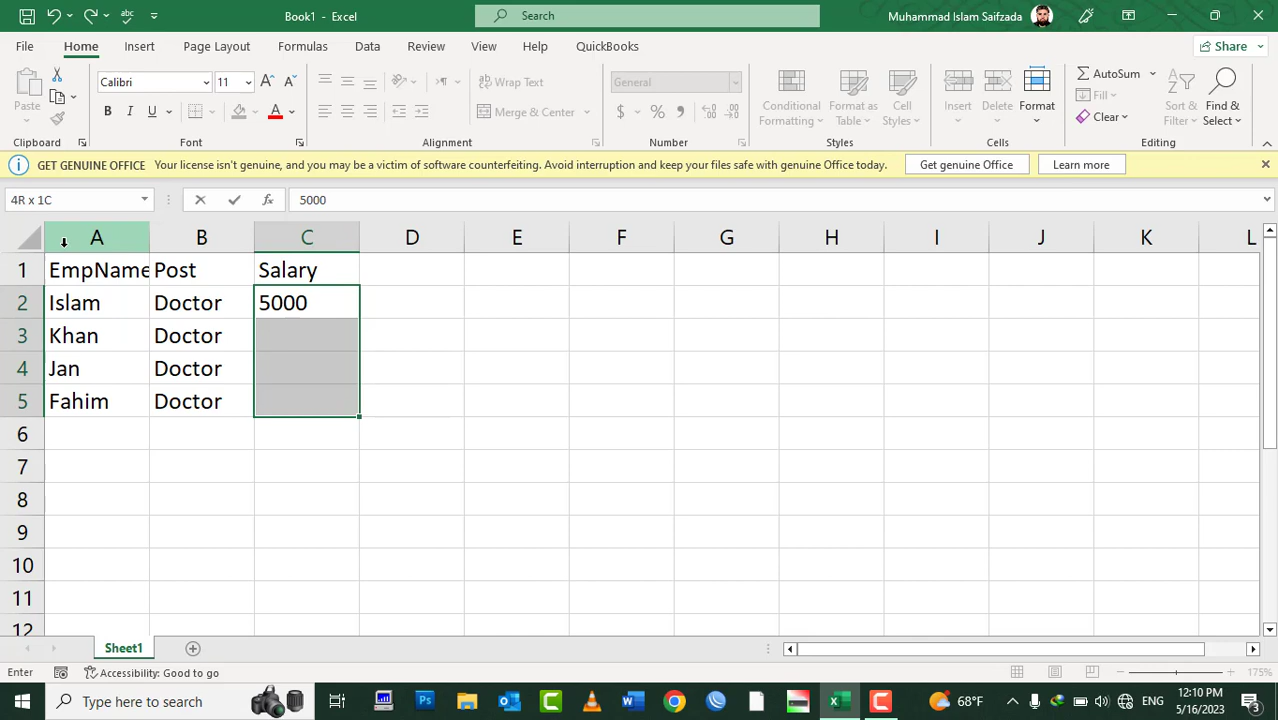 Book1 - Excel
Search
Muhammad Islam Saifzada
File Home Insert Page Layout Formulas Data Review View Help QuickBooks
Share
Paste
Calibri 11
Wrap Text
General
Conditional Formatting
Format as Table
Cell Styles
Insert
Delete
Format
AutoSum
Sort & Filter
Find & Select
B I U A
Merge & Center
$ % ,
Fill
Clear
Clipboard Font Alignment Number Styles Cells Editing
GET GENUINE OFFICE Your license isn't genuine, and you may be a victim of software counterfeiting. Avoid interruption and keep your files safe with genuine Office today. Get genuine Office Learn more
4R x 1C fx 5000
A B C D E F G H I J K L
1 EmpName Post Salary
2 Islam Doctor 5000
3 Khan Doctor
4 Jan Doctor
5 Fahim Doctor
6
7
8
9
10
11
12
Sheet1
Enter Accessibility: Good to go 175%
Type here to search 68°F ENG 12:10 PM
5/16/2023 3